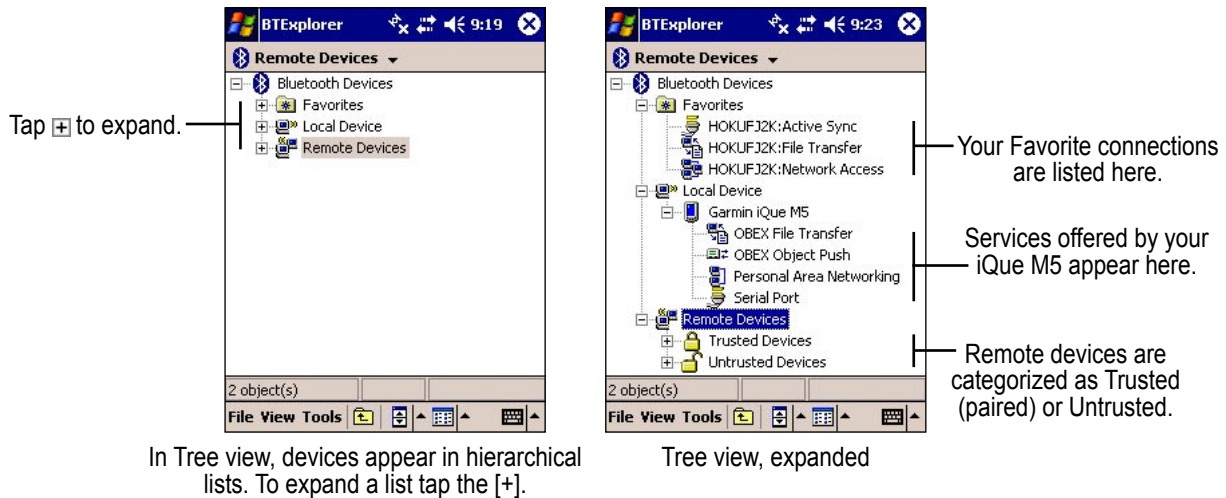 BTExplorer 9:19
Remote Devices
Bluetooth Devices
Favorites
Local Device
Remote Devices
2 object(s)
File View Tools
Tap + to expand.
In Tree view, devices appear in hierarchical
lists. To expand a list tap the [+].
BTExplorer 9:23
Remote Devices
Bluetooth Devices
Favorites
HOKUFJ2K:Active Sync
HOKUFJ2K:File Transfer
HOKUFJ2K:Network Access
Local Device
Garmin iQue M5
OBEX File Transfer
OBEX Object Push
Personal Area Networking
Serial Port
Remote Devices
Trusted Devices
Untrusted Devices
2 object(s)
File View Tools
Tree view, expanded
Your Favorite connections
are listed here.
Services offered by your
iQue M5 appear here.
Remote devices are
categorized as Trusted
(paired) or Untrusted.